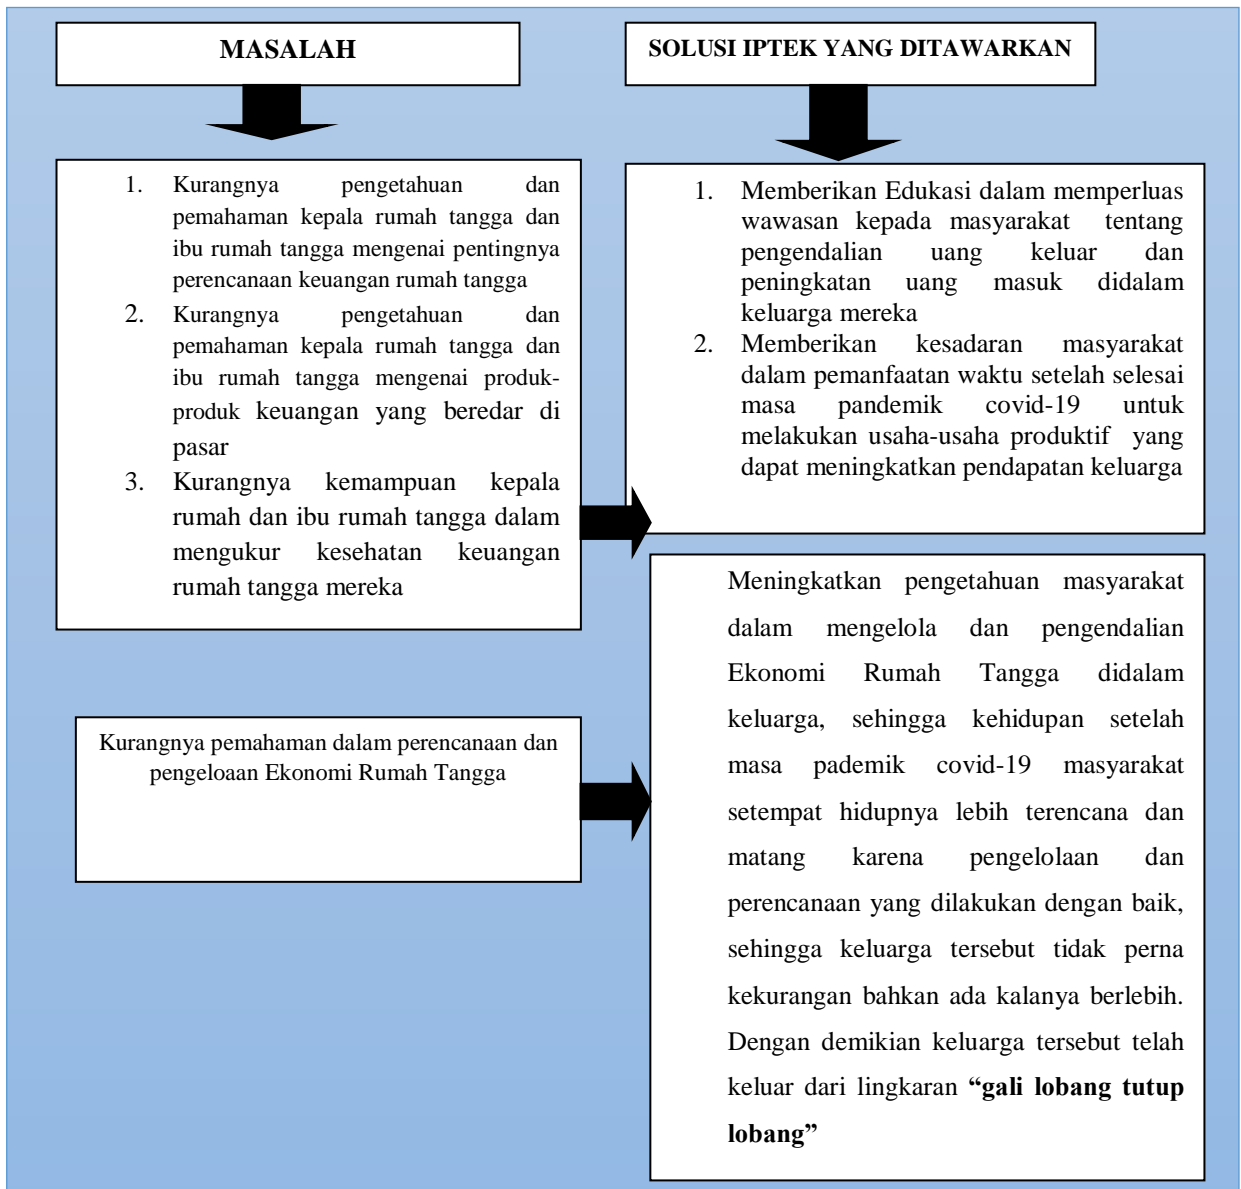 MASALAH
SOLUSI IPTEK YANG DITAWARKAN
1. Kurangnya pengetahuan dan
pemahaman kepala rumah tangga dan
ibu rumah tangga mengenai pentingnya
perencanaan keuangan rumah tangga
2. Kurangnya pengetahuan dan
pemahaman kepala rumah tangga dan
ibu rumah tangga mengenai produk-
produk keuangan yang beredar di
pasar
3. Kurangnya kemampuan kepala
rumah dan ibu rumah tangga dalam
mengukur kesehatan keuangan
rumah tangga mereka
1. Memberikan Edukasi dalam memperluas
wawasan kepada masyarakat tentang
pengendalian uang keluar dan
peningkatan uang masuk didalam
keluarga mereka
2. Memberikan kesadaran masyarakat
dalam pemanfaatan waktu setelah selesai
masa pandemik covid-19 untuk
melakukan usaha-usaha produktif yang
dapat meningkatkan pendapatan keluarga
Kurangnya pemahaman dalam perencanaan dan
pengeloaan Ekonomi Rumah Tangga
Meningkatkan pengetahuan masyarakat
dalam mengelola dan pengendalian
Ekonomi Rumah Tangga didalam
keluarga, sehingga kehidupan setelah
masa pademik covid-19 masyarakat
setempat hidupnya lebih terencana dan
matang karena pengelolaan dan
perencanaan yang dilakukan dengan baik,
sehingga keluarga tersebut tidak perna
kekurangan bahkan ada kalanya berlebih.
Dengan demikian keluarga tersebut telah
keluar dari lingkaran “gali lobang tutup
lobang”